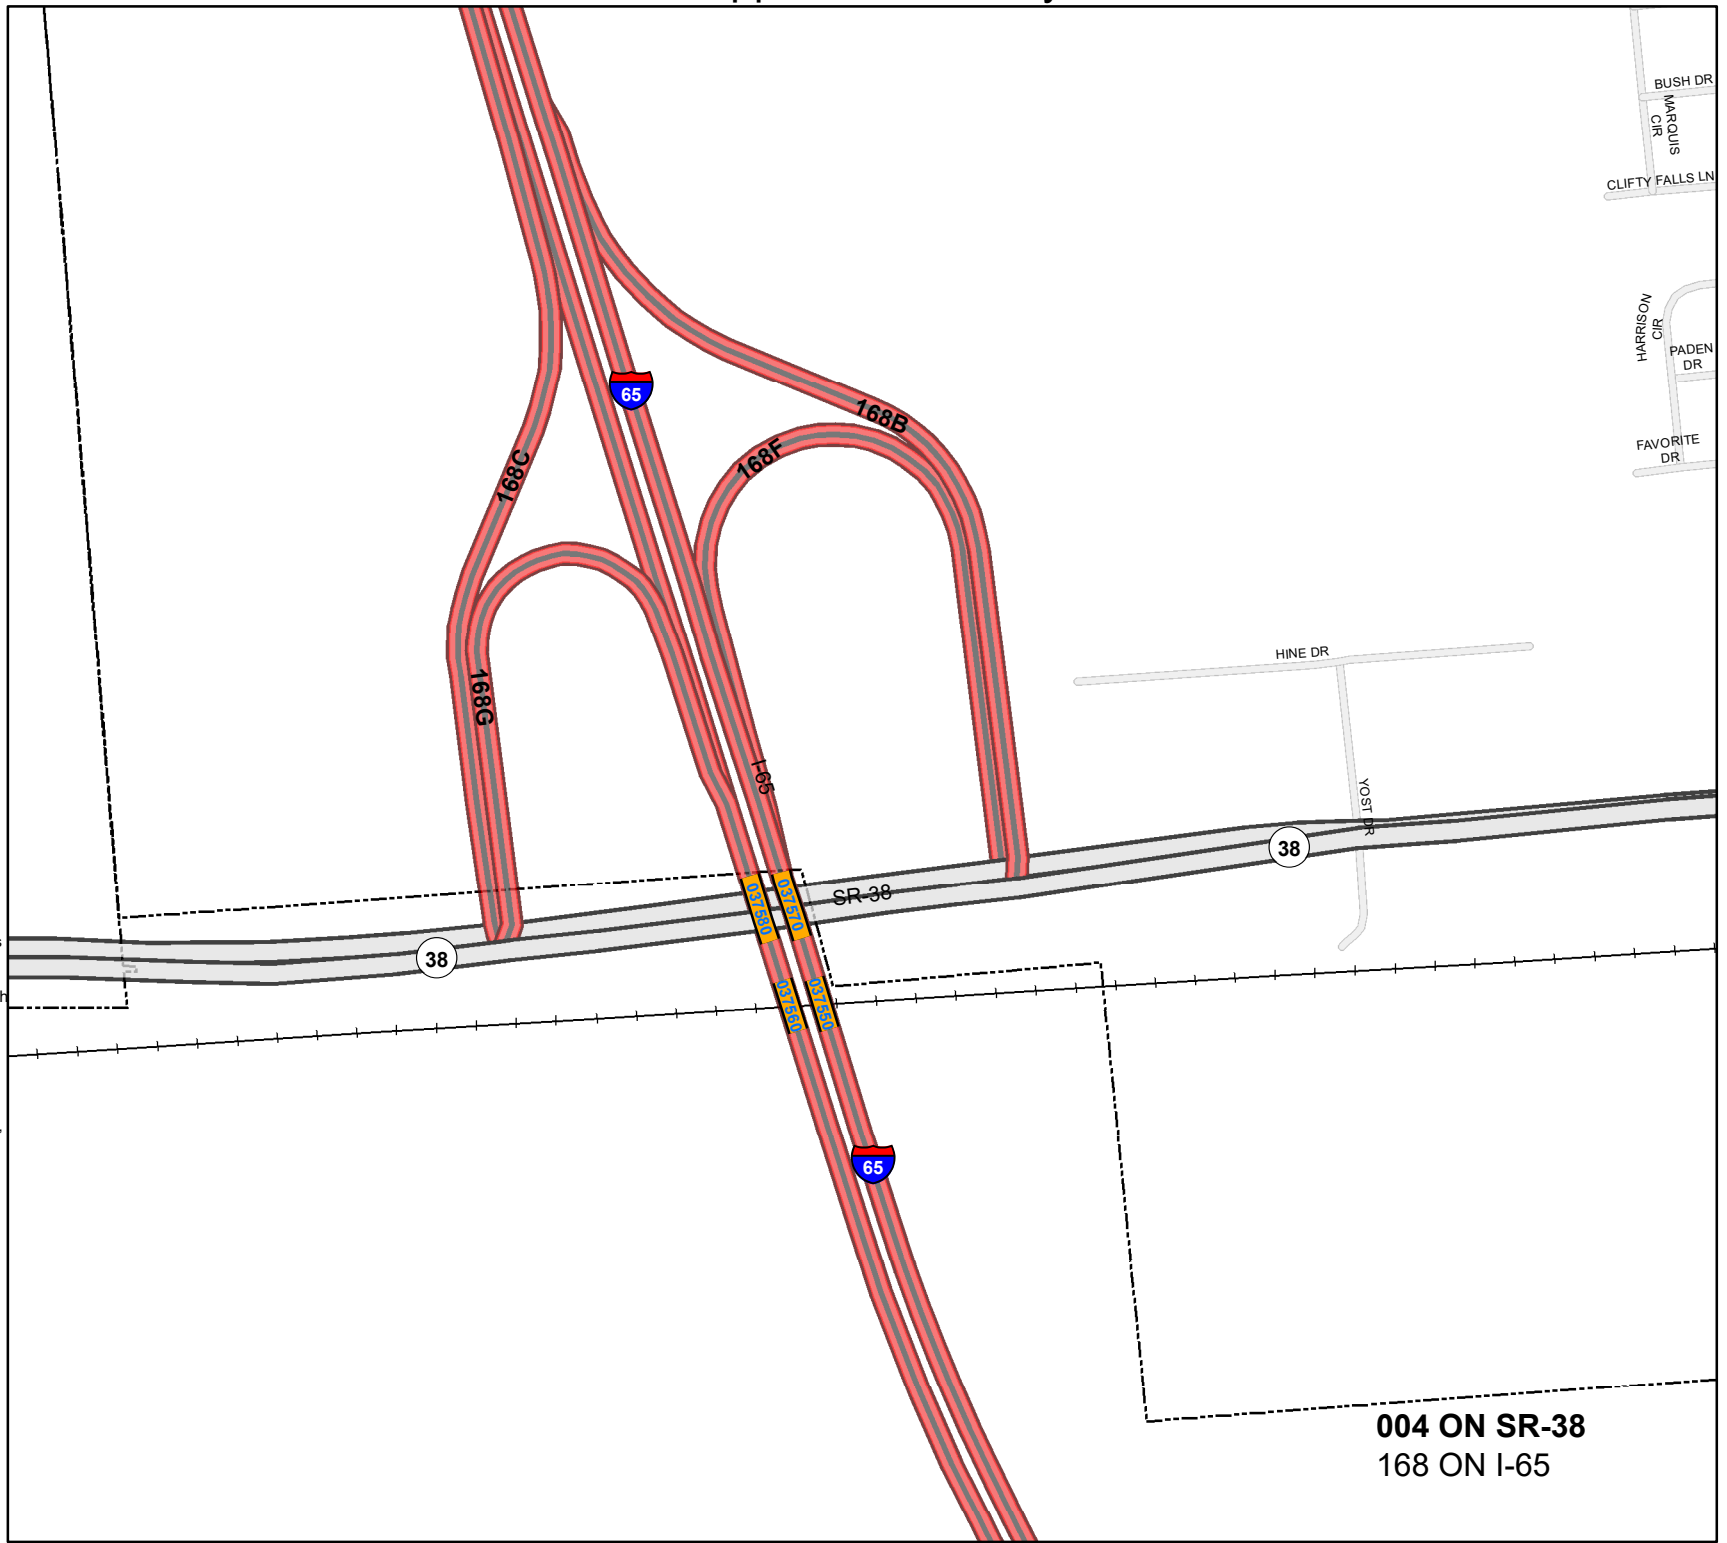 BUSH DR
MARQUIS
CIR
CLIFTY FALLS LN
HARRISON
CIR
PADEN
DR
FAVORITE
DR
65
168B
168F
168C
168G
HINE DR
YOST DR
I-65
38
SR-38
38
037580
037570
037560
037550
65
004 ON SR-38
168 ON I-65